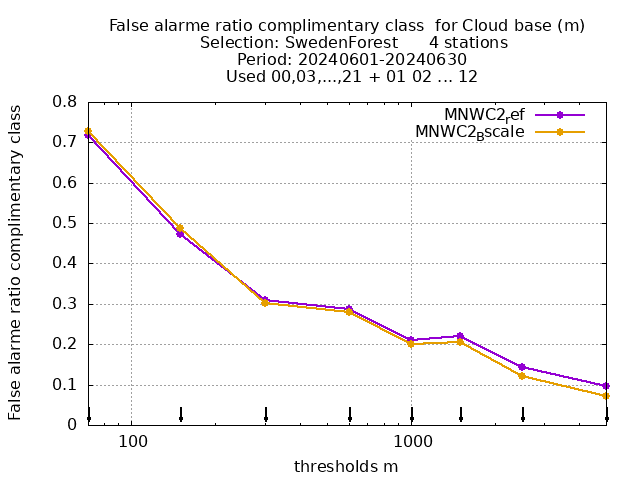 False alarme ratio complimentary class  for Cloud base (m)
Selection: SwedenForest      4 stations
Period: 20240601-20240630
Used 00,03,...,21 + 01 02 ... 12
False alarme ratio complimentary class
0.8
0.7
0.6
0.5
0.4
0.3
0.2
0.1
0
MNWC2ref
MNWC2Bscale
100
1000
thresholds m